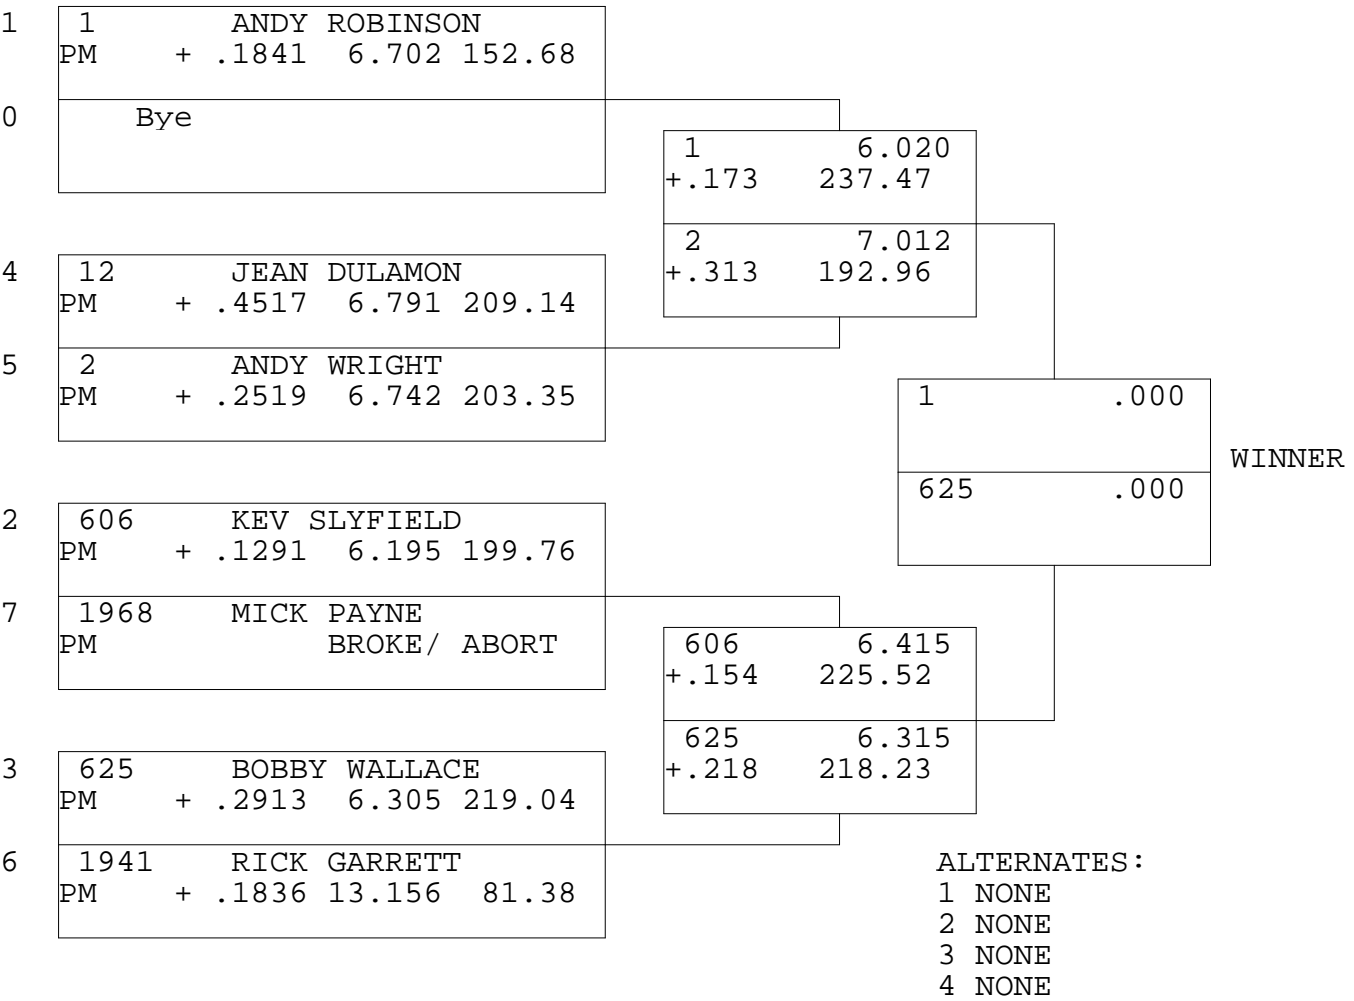 1 1 ANDY ROBINSON
PM + .1841 6.702 152.68
0 Bye
1 6.020
+.173 237.47
2 7.012
+.313 192.96
4 12 JEAN DULAMON
PM + .4517 6.791 209.14
5 2 ANDY WRIGHT
PM + .2519 6.742 203.35
1 .000
WINNER
625 .000
2 606 KEV SLYFIELD
PM + .1291 6.195 199.76
7 1968 MICK PAYNE
PM BROKE/ ABORT
606 6.415
+.154 225.52
625 6.315
+.218 218.23
3 625 BOBBY WALLACE
PM + .2913 6.305 219.04
6 1941 RICK GARRETT
PM + .1836 13.156 81.38
ALTERNATES:
1 NONE
2 NONE
3 NONE
4 NONE